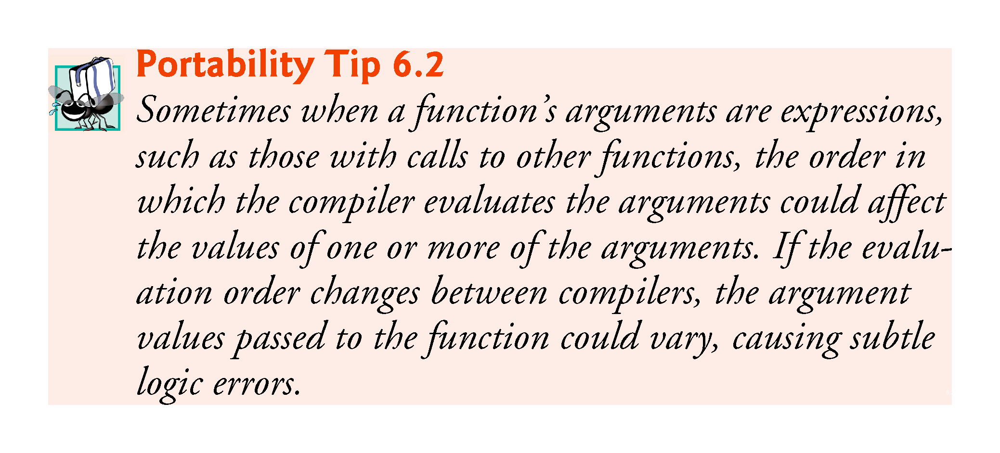 Portability Tip 6.2
Sometimes when a function’s arguments are expressions,
such as those with calls to other functions, the order in
which the compiler evaluates the arguments could affect
the values of one or more of the arguments. If the evalu-
ation order changes between compilers, the argument
values passed to the function could vary, causing subtle
logic errors.